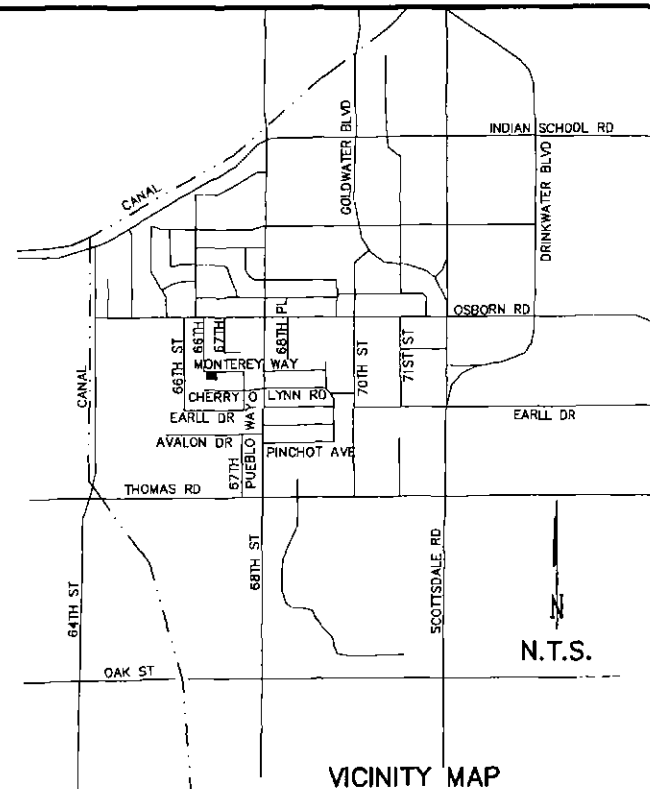 INDIAN SCHOOL RD
GOLDWATER BLVD
DRINKWATER BLVD
CANAL
OSBORN RD
66TH ST
66TH
67TH
68TH PL
70TH ST
71ST ST
MONTEREY WAY
CANAL
CHERRY LYNN RD
EARLL DR
EARLL DR
AVALON DR
PUEBLO WAY
PINCHOT AVE
67TH
THOMAS RD
64TH ST
68TH ST
SCOTTSDALE RD
N
N.T.S.
OAK ST
VICINITY MAP